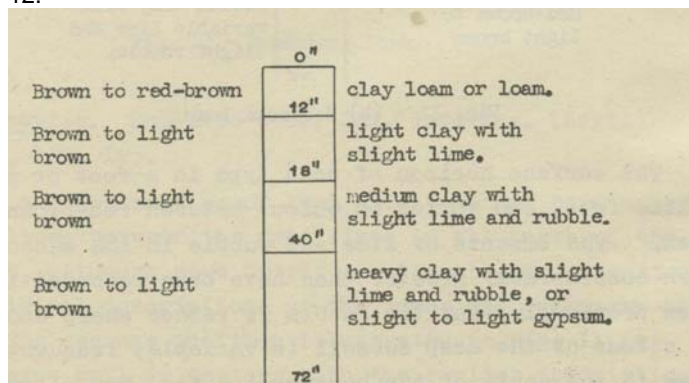 12.
0"
Brown to red-brown clay loam or loam.
12"
Brown to light light clay with
brown slight lime.
18"
Brown to light medium clay with
brown slight lime and rubble.
40"
heavy clay with slight
Brown to light lime and rubble, or
brown slight to light gypsum.
72"